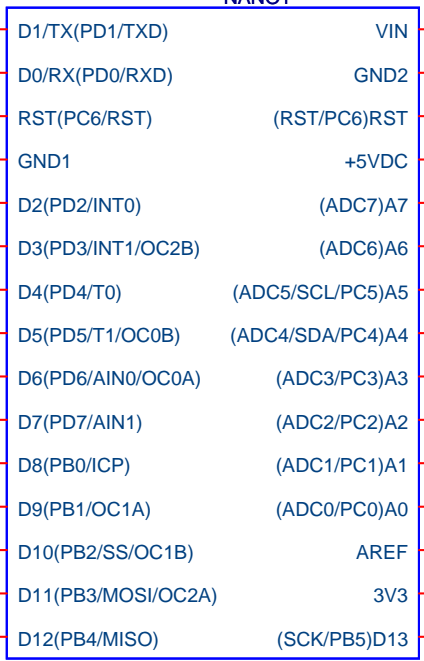 D1/TX(PD1/TXD) VIN
D0/RX(PD0/RXD) GND2
RST(PC6/RST) (RST/PC6)RST
GND1 +5VDC
D2(PD2/INT0) (ADC7)A7
D3(PD3/INT1/OC2B) (ADC6)A6
D4(PD4/T0) (ADC5/SCL/PC5)A5
D5(PD5/T1/OC0B) (ADC4/SDA/PC4)A4
D6(PD6/AIN0/OC0A) (ADC3/PC3)A3
D7(PD7/AIN1) (ADC2/PC2)A2
D8(PB0/ICP) (ADC1/PC1)A1
D9(PB1/OC1A) (ADC0/PC0)A0
D10(PB2/SS/OC1B) AREF
D11(PB3/MOSI/OC2A) 3V3
D12(PB4/MISO) (SCK/PB5)D13